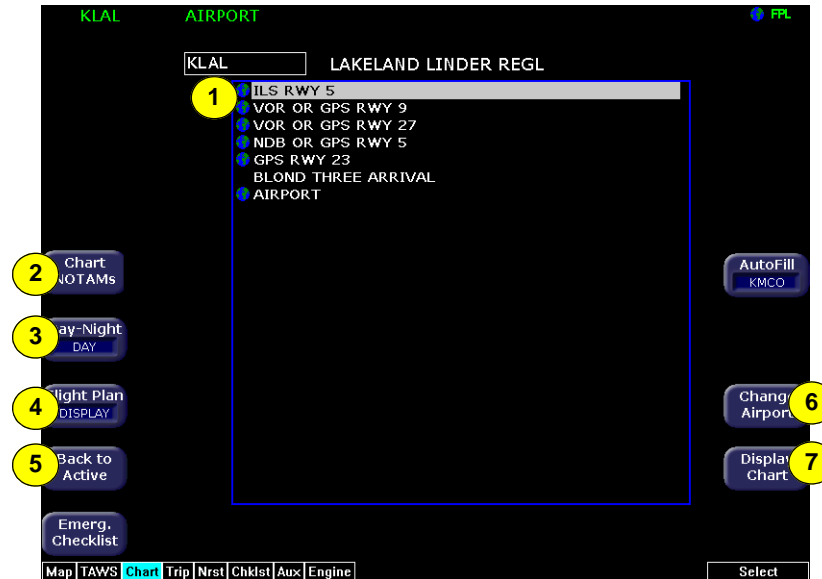 KLAL AIRPORT FPL
KLAL LAKELAND LINDER REGL
1
ILS RWY 5
VOR OR GPS RWY 9
VOR OR GPS RWY 27
NDB OR GPS RWY 5
GPS RWY 23
BLOND THREE ARRIVAL
AIRPORT
2
Chart
NOTAMs
AutoFill
KMCO
3
ay-Night
DAY
4
light Plan
DISPLAY
Chang
Airport
6
5
Back to
Active
Display
Chart
7
Emerg.
Checklist
Map TAWS Chart Trip Nrst Chklst Aux Engine Select